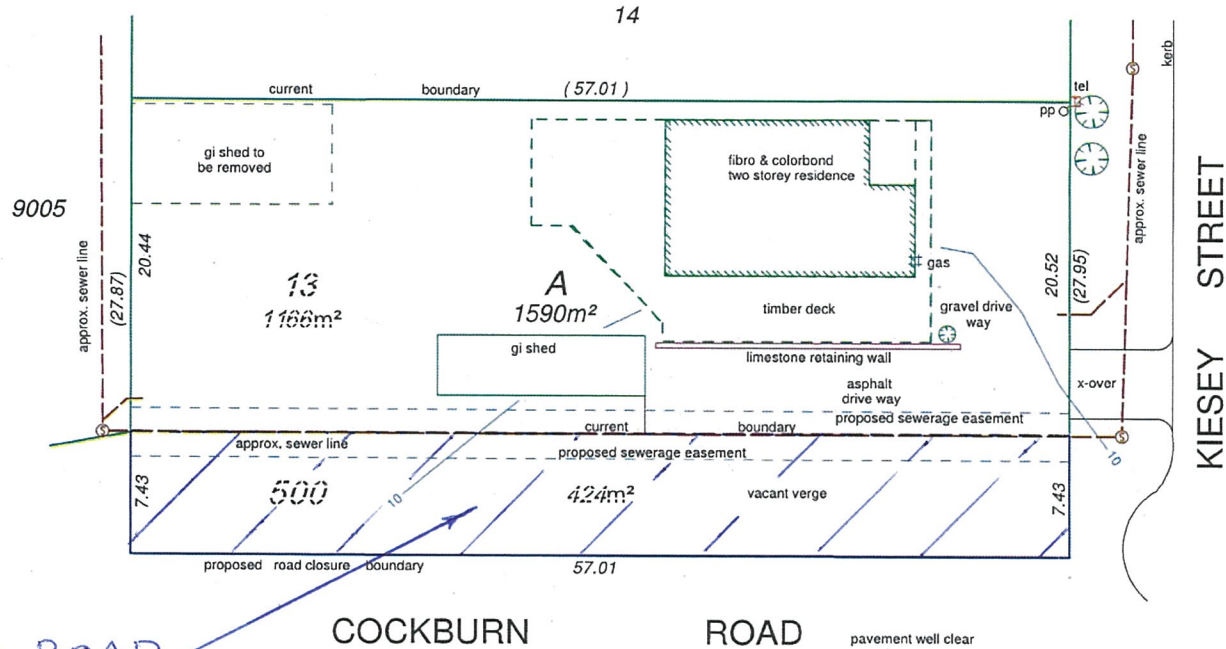 14
current boundary (57.01)
tel
pp
kerb
gi shed to
be removed
fibro & colorbond
two storey residence
approx. sewer line
KIESEY STREET
9005
approx. sewer line
(27.87)
20.44
13
1166m²
A
1590m²
gas
20.52
(27.95)
timber deck
gravel drive
way
gi shed
limestone retaining wall
asphalt
drive way
x-over
proposed sewerage easement
current boundary
approx. sewer line
proposed sewerage easement
S
S
S
10
7.43
500
10
424m²
vacant verge
7.43
proposed road closure boundary
57.01
COCKBURN ROAD
pavement well clear
ROAD